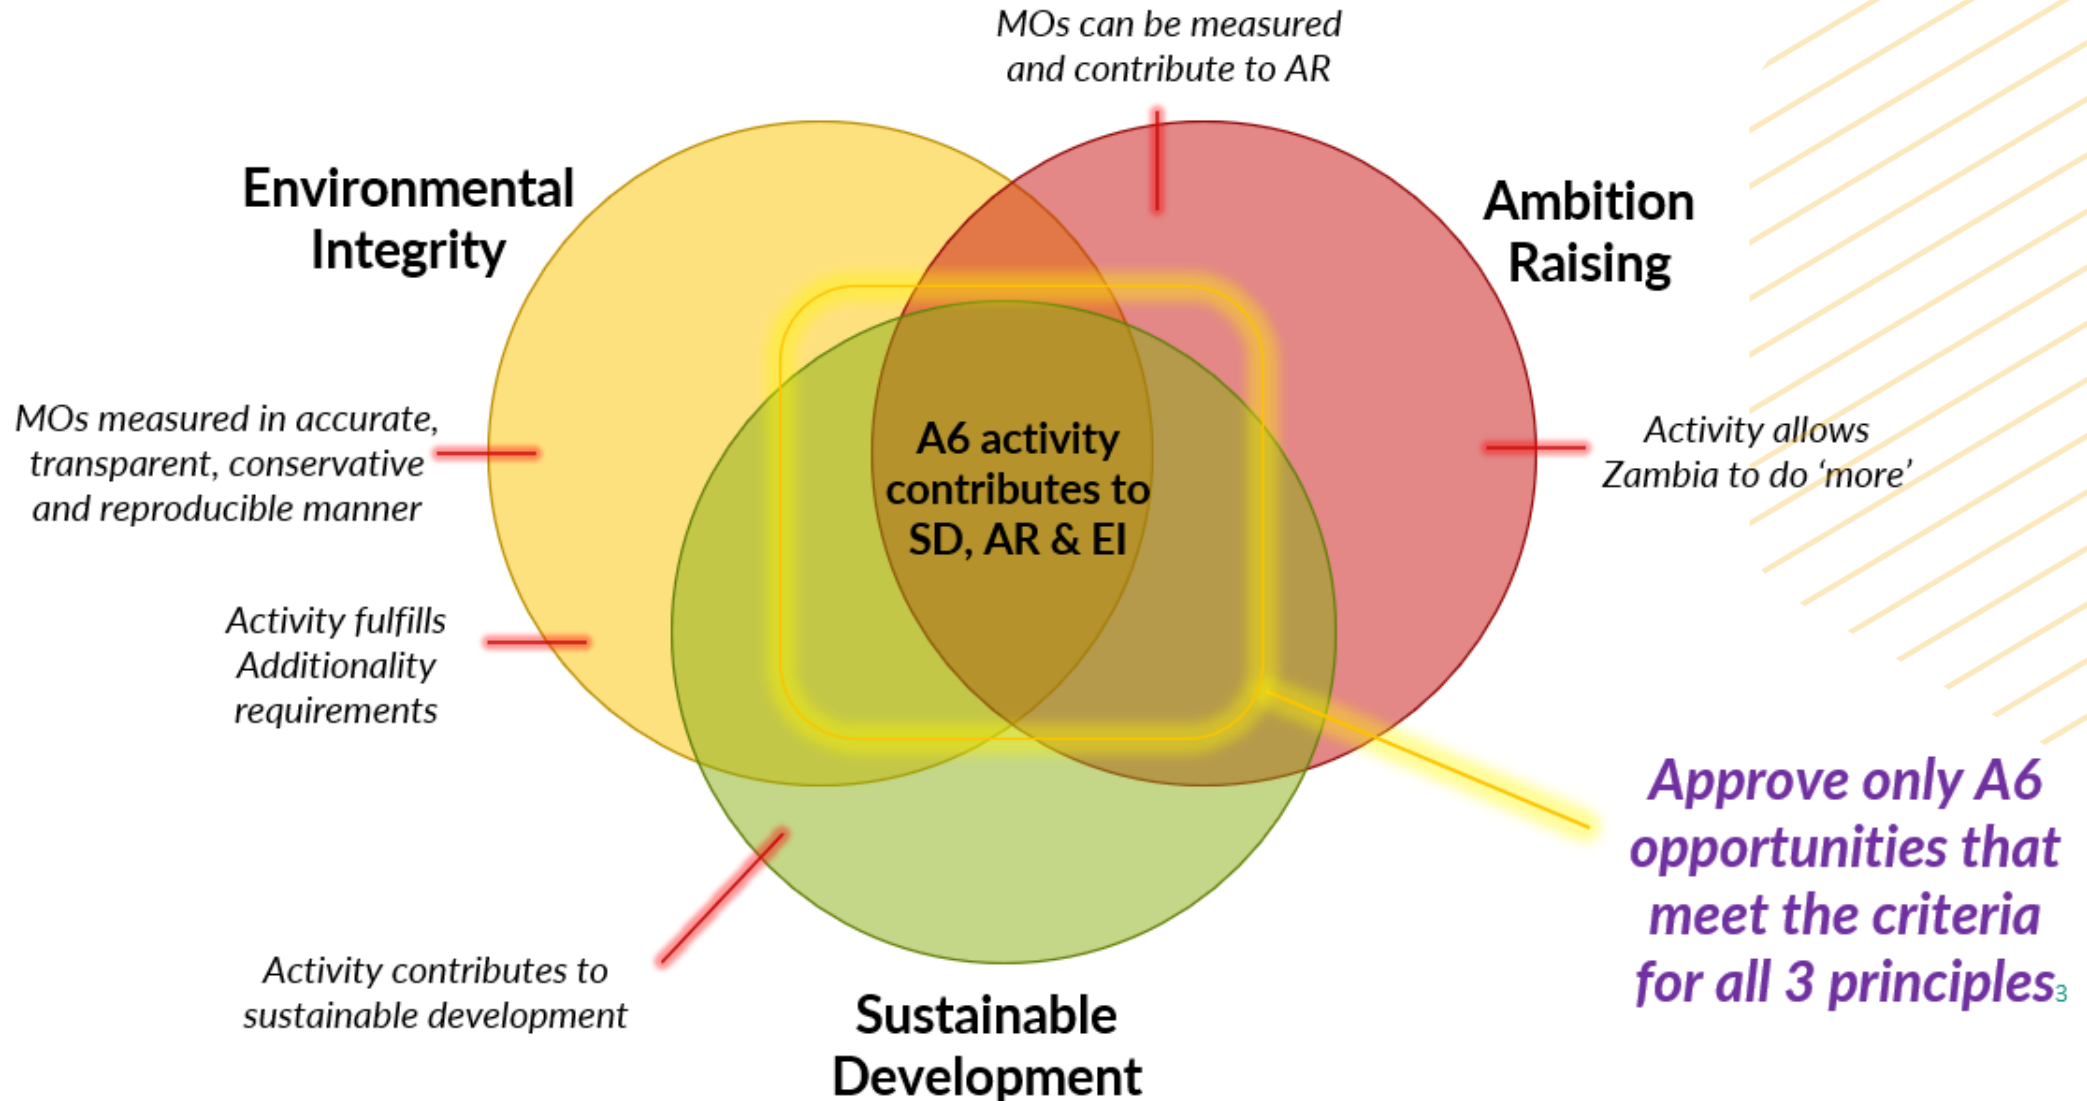 MOs can be measured
and contribute to AR
Environmental
Integrity
Ambition
Raising
MOs measured in accurate,
transparent, conservative
and reproducible manner
A6 activity
contributes to
SD, AR & EI
Activity allows
Zambia to do ‘more’
Activity fulfills
Additionality
requirements
Approve only A6
opportunities that
meet the criteria
for all 3 principles
3
Activity contributes to
sustainable development
Sustainable
Development